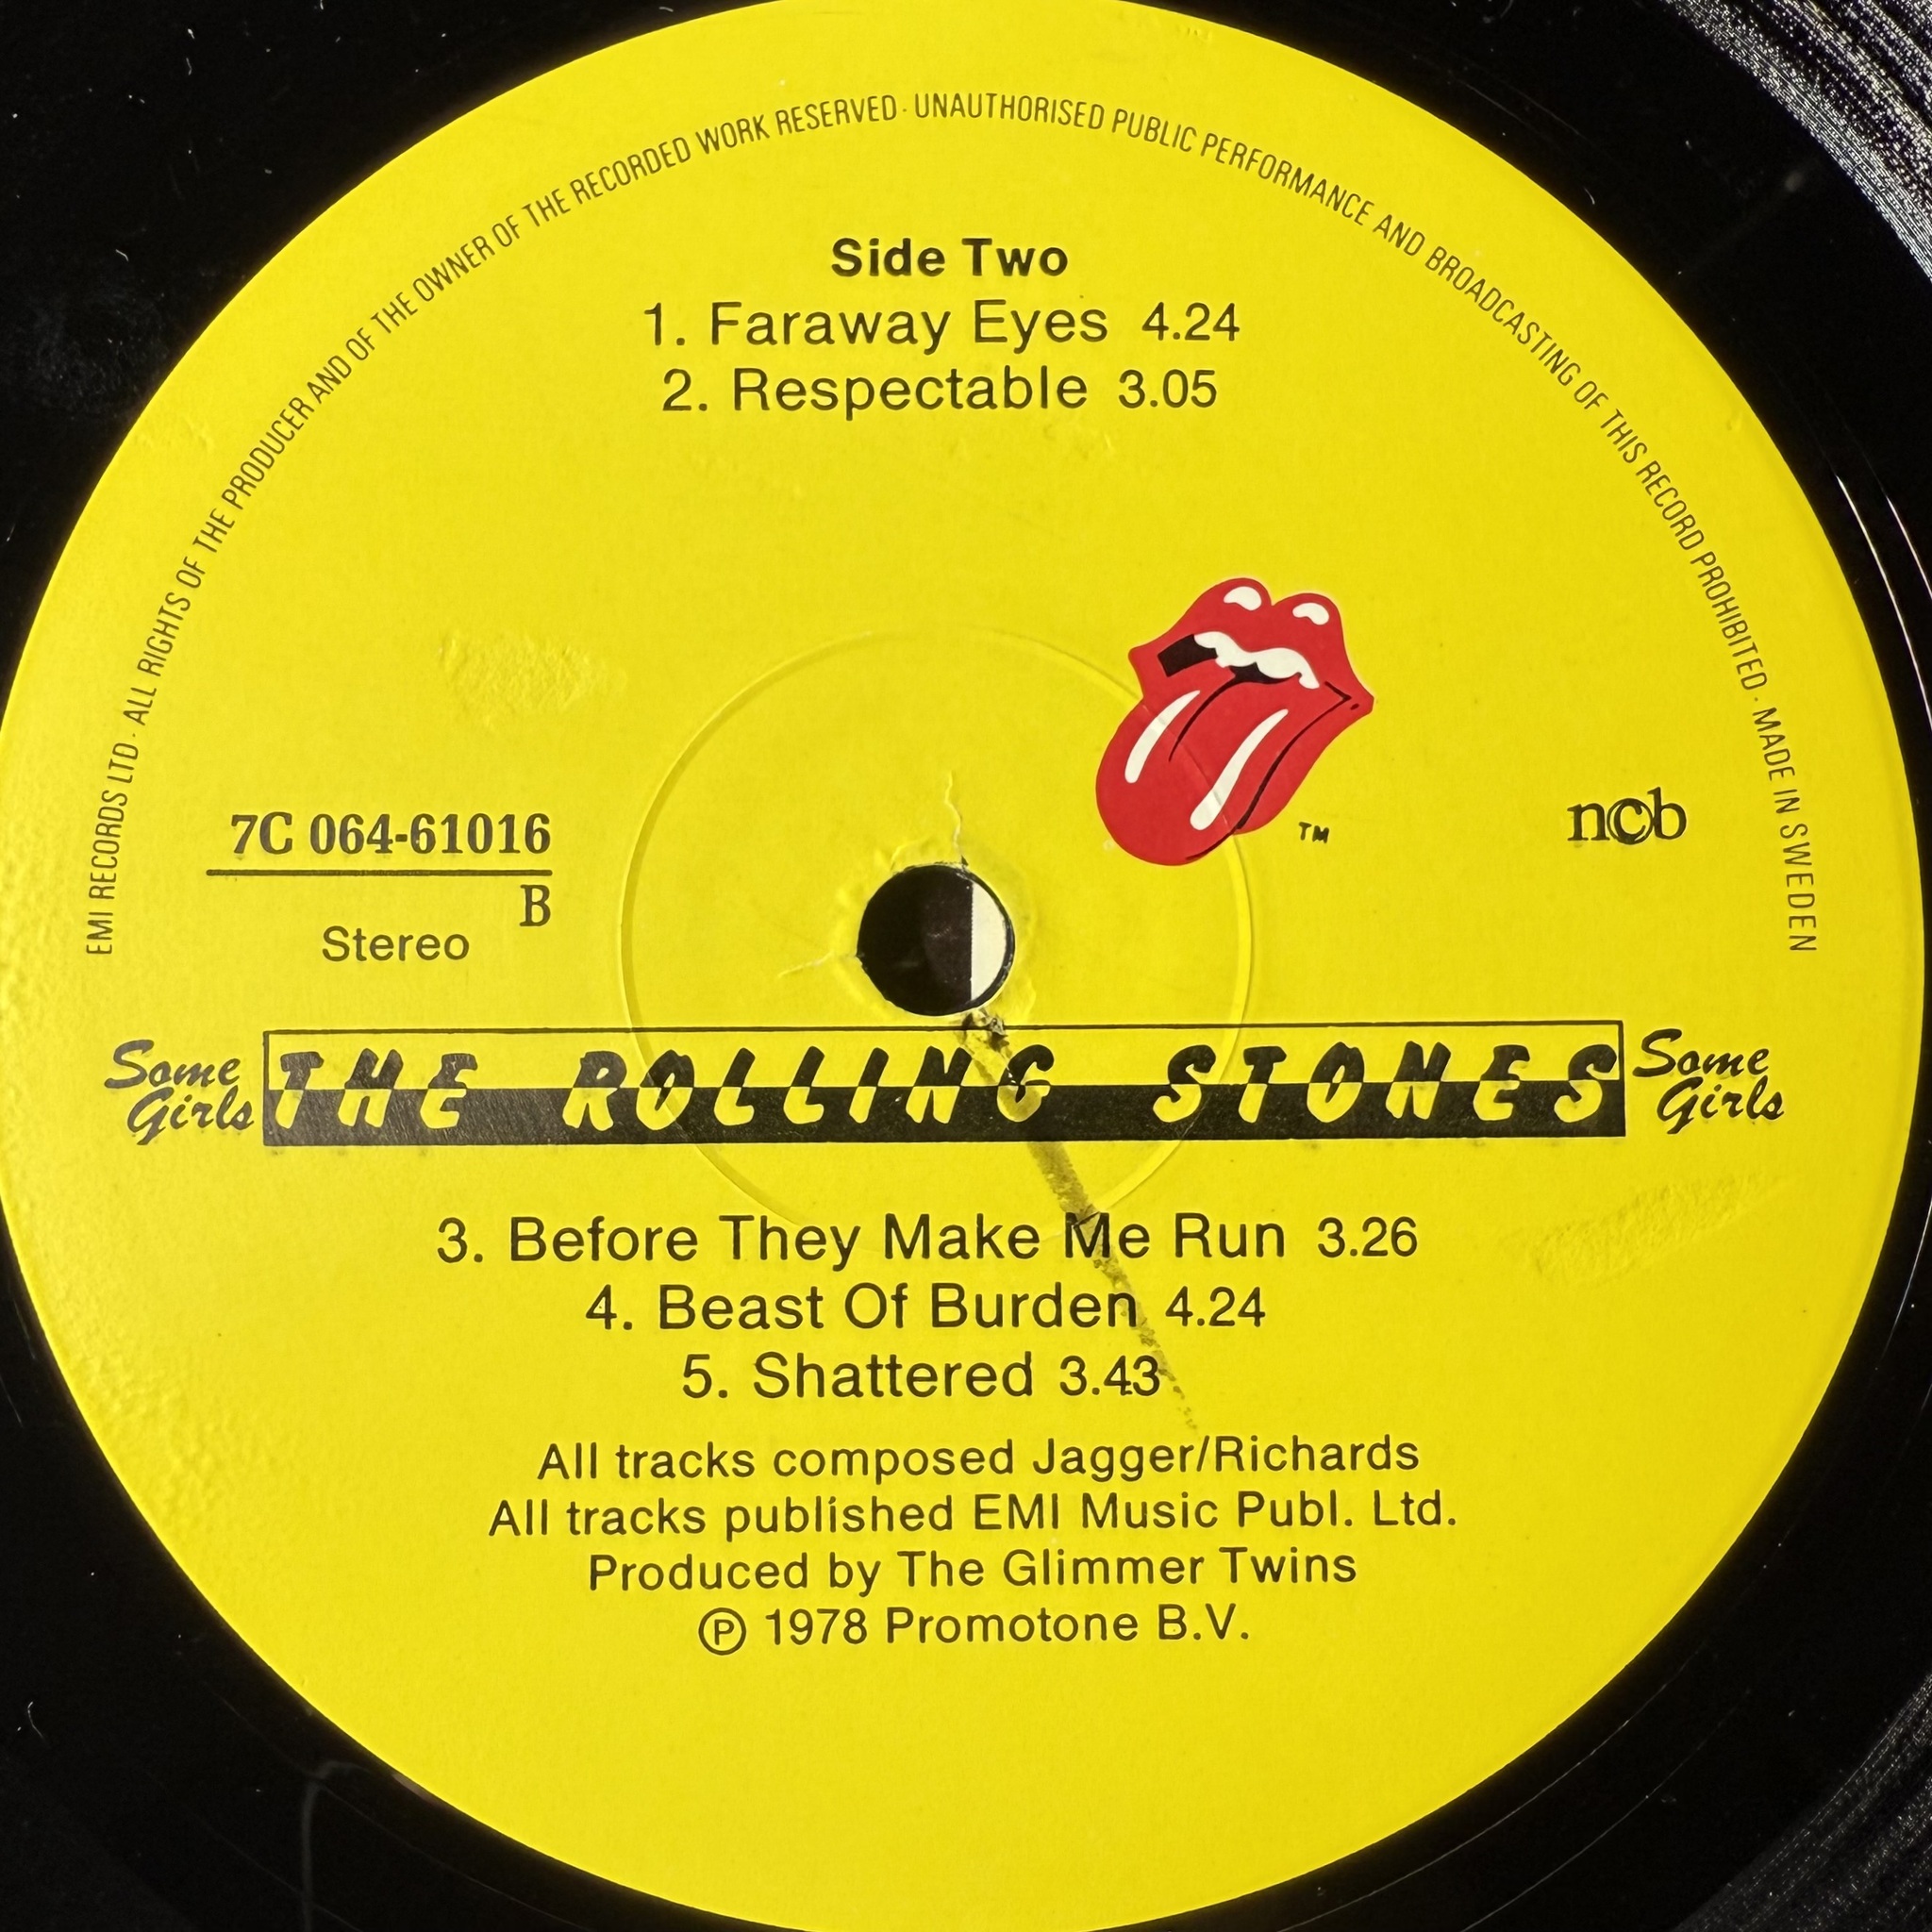 EMI RECORDS LTD · ALL RIGHTS OF THE PRODUCER AND OF THE OWNER OF THE RECORDED WORK RESERVED · UNAUTHORISED PUBLIC PERFORMANCE AND BROADCASTING OF THIS RECORD PROHIBITED · MADE IN SWEDEN
Side Two
1. Faraway Eyes 4.24
2. Respectable 3.05
TM
7C 064-61016
B
Stereo
n©b
Some
Girls
THE ROLLING STONES
Some
Girls
3. Before They Make Me Run 3.26
4. Beast Of Burden 4.24
5. Shattered 3.43
All tracks composed Jagger/Richards
All tracks published EMI Music Publ. Ltd.
Produced by The Glimmer Twins
℗ 1978 Promotone B.V.